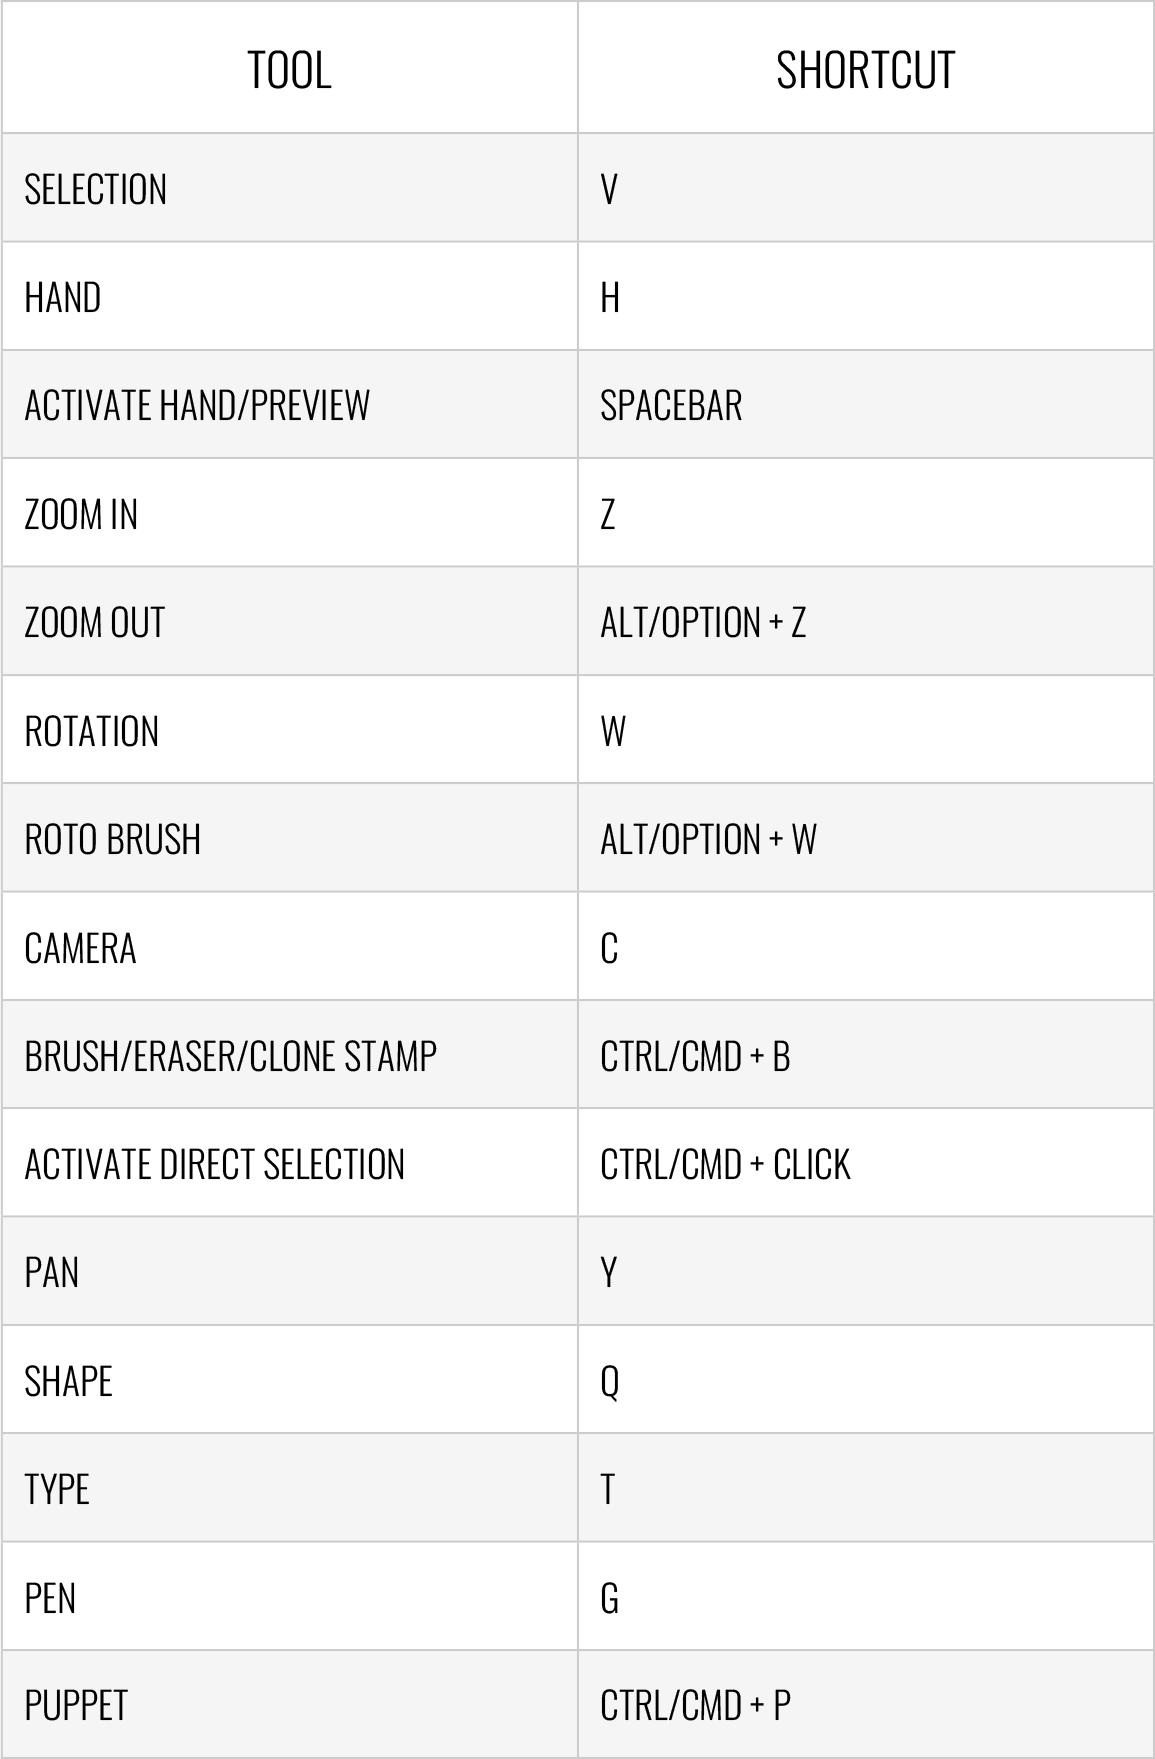 TOOL SHORTCUT
SELECTION V
HAND H
ACTIVATE HAND/PREVIEW SPACEBAR
ZOOM IN Z
ZOOM OUT ALT/OPTION + Z
ROTATION W
ROTO BRUSH ALT/OPTION + W
CAMERA C
BRUSH/ERASER/CLONE STAMP CTRL/CMD + B
ACTIVATE DIRECT SELECTION CTRL/CMD + CLICK
PAN Y
SHAPE Q
TYPE T
PEN G
PUPPET CTRL/CMD + P